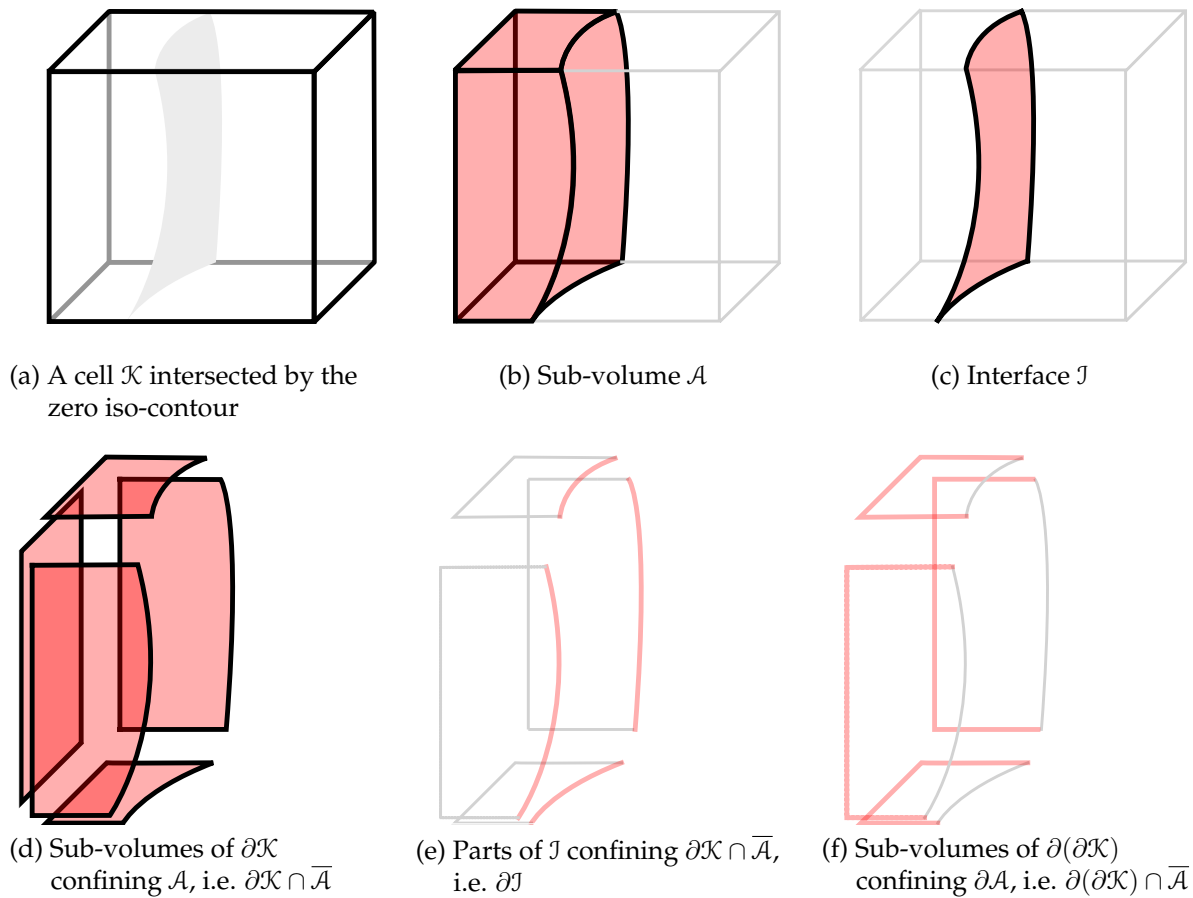 (a) A cell 𝒦 intersected by the
zero iso-contour
(b) Sub-volume 𝒜
(c) Interface ℐ
(d) Sub-volumes of ∂𝒦
confining 𝒜, i.e. ∂𝒦 ∩ 𝒜̅
(e) Parts of ℐ confining ∂𝒦 ∩ 𝒜̅,
i.e. ∂ℐ
(f) Sub-volumes of ∂(∂𝒦)
confining ∂𝒜, i.e. ∂(∂𝒦) ∩ 𝒜̅